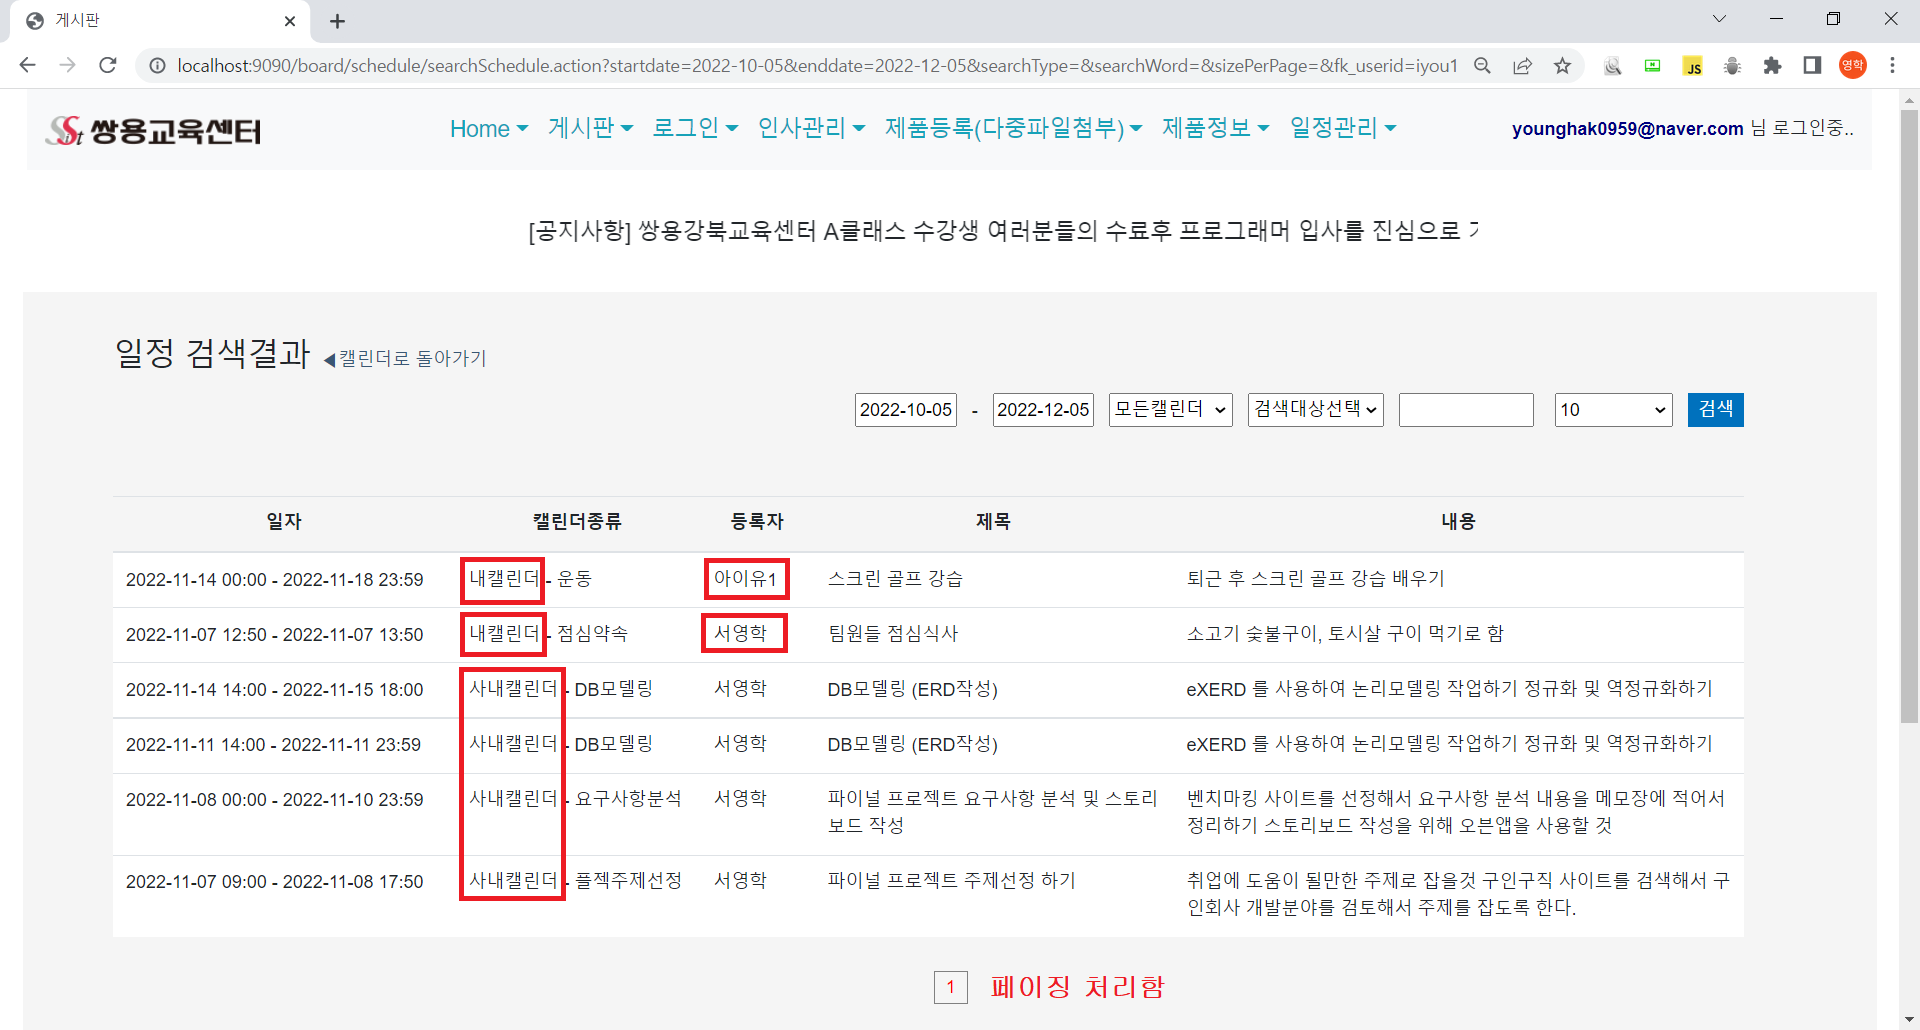 게시판
localhost:9090/board/schedule/searchSchedule.action?startdate=2022-10-05&enddate=2022-12-05&searchType=&searchWord=&sizePerPage=&fk_userid=iyou1
JS
영학
Sist 쌍용교육센터 Home 게시판 로그인 인사관리 제품등록(다중파일첨부) 제품정보 일정관리 younghak0959@naver.com 님 로그인중..
[공지사항] 쌍용강북교육센터 A클래스 수강생 여러분들의 수료후 프로그래머 입사를 진심으로
일정 검색결과 ◀캘린더로 돌아가기
2022-10-05 - 2022-12-05 모든캘린더 검색대상선택 10 검색
일자 캘린더종류 등록자 제목 내용
2022-11-14 00:00 - 2022-11-18 23:59 내캘린더 - 운동 아이유1 스크린 골프 강습 퇴근 후 스크린 골프 강습 배우기
2022-11-07 12:50 - 2022-11-07 13:50 내캘린더 - 점심약속 서영학 팀원들 점심식사 소고기 숯불구이, 토시살 구이 먹기로 함
2022-11-14 14:00 - 2022-11-15 18:00 사내캘린더 - DB모델링 서영학 DB모델링 (ERD작성) eXERD 를 사용하여 논리모델링 작업하기 정규화 및 역정규화하기
2022-11-11 14:00 - 2022-11-11 23:59 사내캘린더 - DB모델링 서영학 DB모델링 (ERD작성) eXERD 를 사용하여 논리모델링 작업하기 정규화 및 역정규화하기
2022-11-08 00:00 - 2022-11-10 23:59 사내캘린더 - 요구사항분석 서영학 파이널 프로젝트 요구사항 분석 및 스토리
보드 작성
벤치마킹 사이트를 선정해서 요구사항 분석 내용을 메모장에 적어서
정리하기 스토리보드 작성을 위해 오븐앱을 사용할 것
2022-11-07 09:00 - 2022-11-08 17:50 사내캘린더 - 플젝주제선정 서영학 파이널 프로젝트 주제선정 하기 취업에 도움이 될만한 주제로 잡을것 구인구직 사이트를 검색해서 구
인회사 개발분야를 검토해서 주제를 잡도록 한다.
1 페이징 처리함